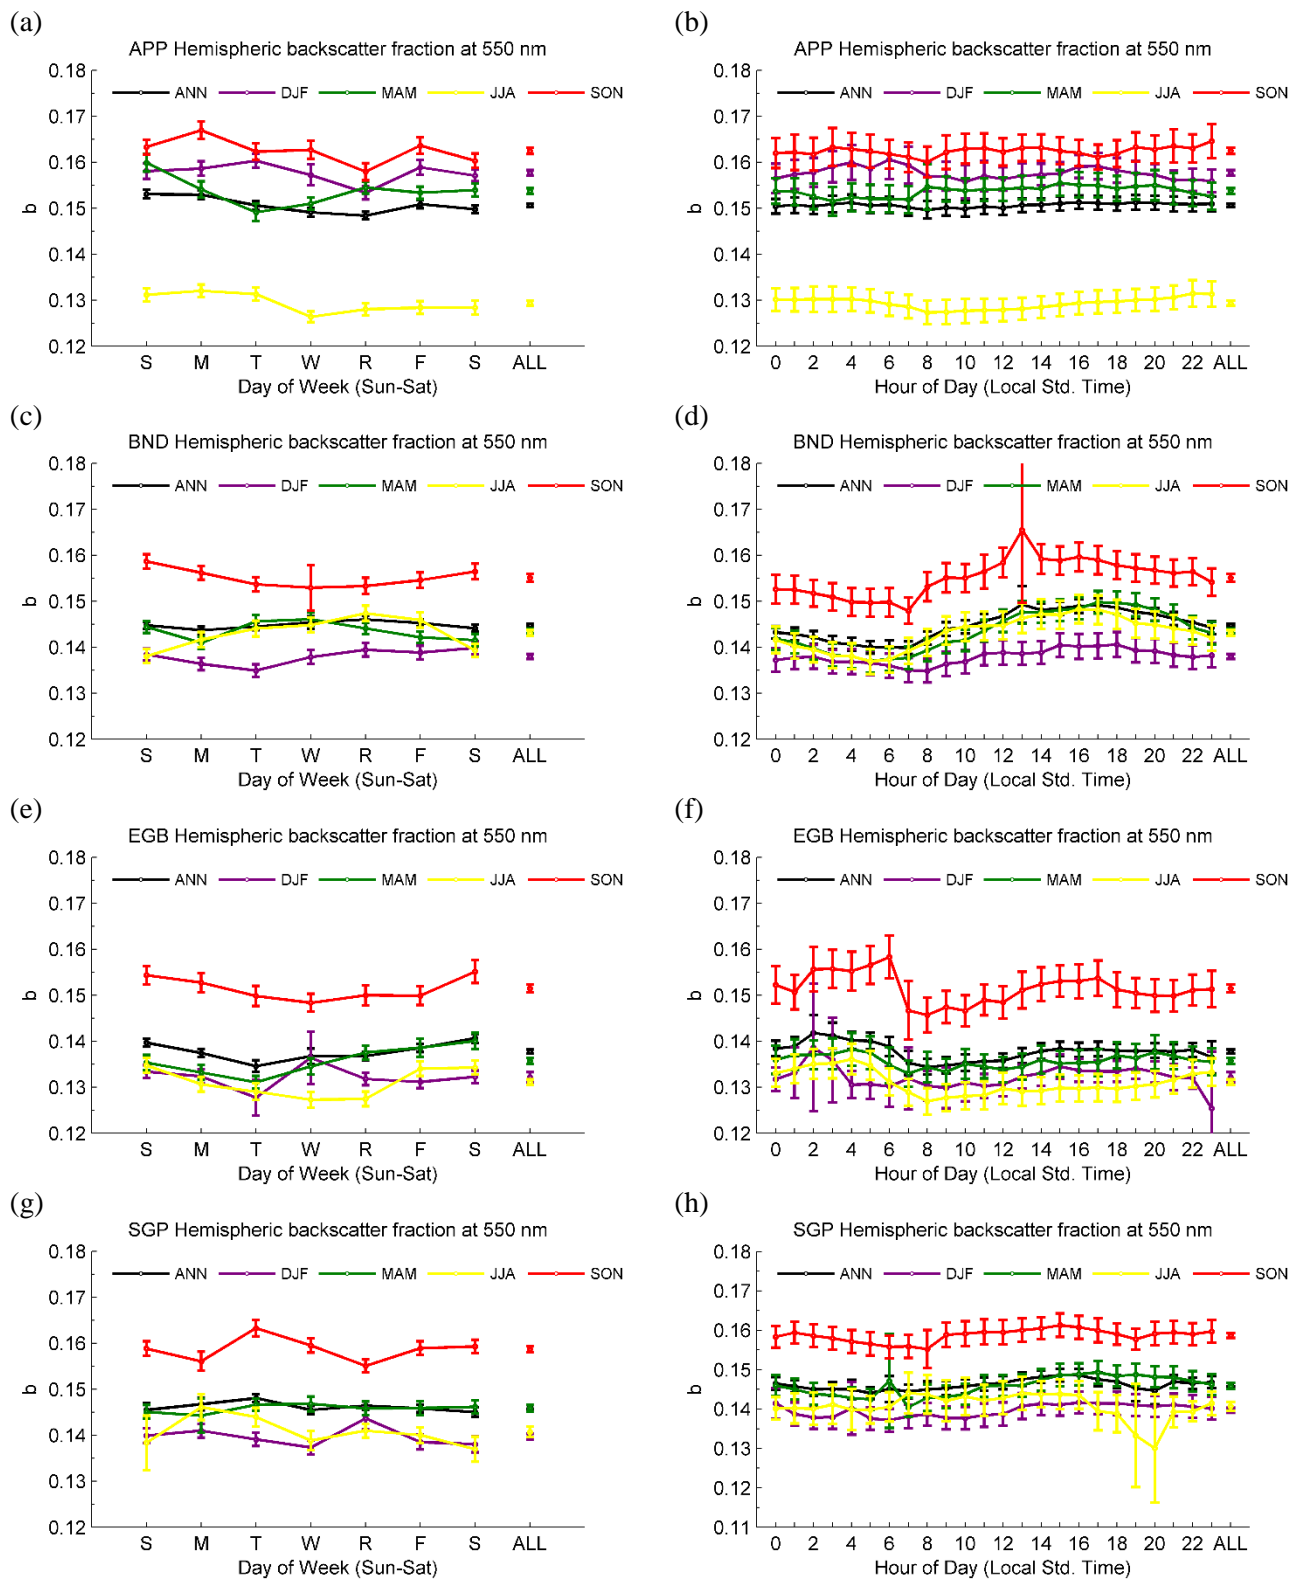 (a)
APP Hemispheric backscatter fraction at 550 nm
0.18
ANN DJF MAM JJA SON
0.17
0.16
b
0.15
0.14
0.13
0.12
S M T W R F S ALL
Day of Week (Sun-Sat)
(b)
APP Hemispheric backscatter fraction at 550 nm
0.18
ANN DJF MAM JJA SON
0.17
0.16
b
0.15
0.14
0.13
0.12
0 2 4 6 8 10 12 14 16 18 20 22 ALL
Hour of Day (Local Std. Time)
(c)
BND Hemispheric backscatter fraction at 550 nm
0.18
ANN DJF MAM JJA SON
0.17
0.16
b
0.15
0.14
0.13
0.12
S M T W R F S ALL
Day of Week (Sun-Sat)
(d)
BND Hemispheric backscatter fraction at 550 nm
0.18
ANN DJF MAM JJA SON
0.17
0.16
b
0.15
0.14
0.13
0.12
0 2 4 6 8 10 12 14 16 18 20 22 ALL
Hour of Day (Local Std. Time)
(e)
EGB Hemispheric backscatter fraction at 550 nm
0.18
ANN DJF MAM JJA SON
0.17
0.16
b
0.15
0.14
0.13
0.12
S M T W R F S ALL
Day of Week (Sun-Sat)
(f)
EGB Hemispheric backscatter fraction at 550 nm
0.18
ANN DJF MAM JJA SON
0.17
0.16
b
0.15
0.14
0.13
0.12
0 2 4 6 8 10 12 14 16 18 20 22 ALL
Hour of Day (Local Std. Time)
(g)
SGP Hemispheric backscatter fraction at 550 nm
0.18
ANN DJF MAM JJA SON
0.17
0.16
b
0.15
0.14
0.13
0.12
S M T W R F S ALL
Day of Week (Sun-Sat)
(h)
SGP Hemispheric backscatter fraction at 550 nm
0.18
ANN DJF MAM JJA SON
0.17
0.16
0.15
b
0.14
0.13
0.12
0.11
0 2 4 6 8 10 12 14 16 18 20 22 ALL
Hour of Day (Local Std. Time)